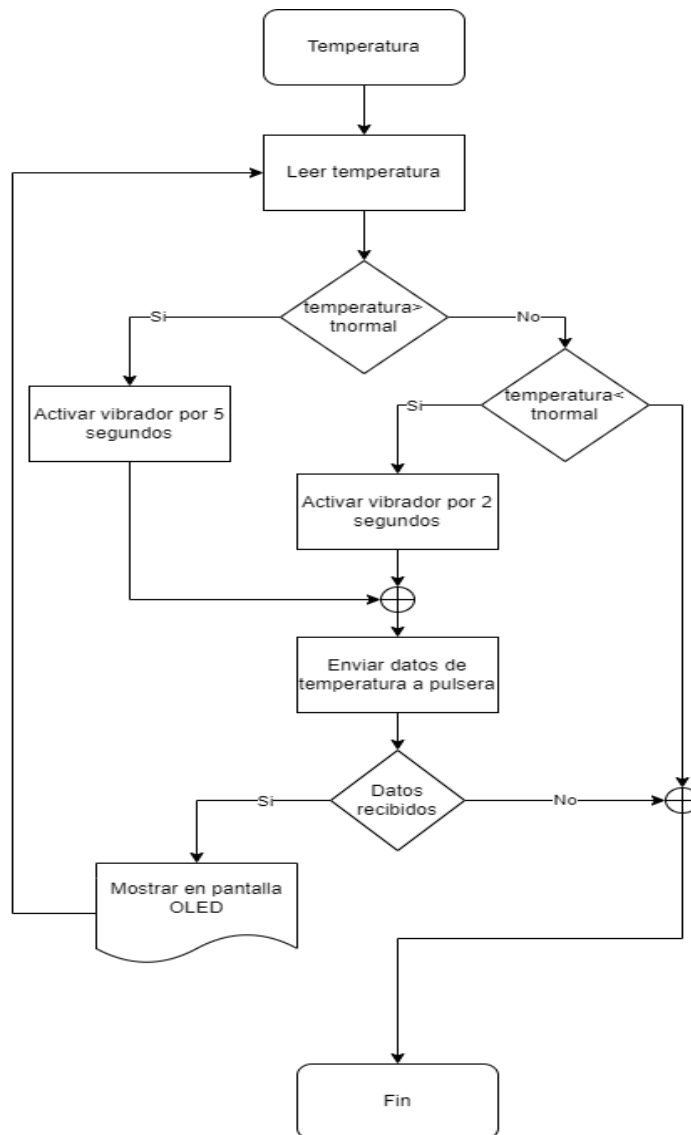 Temperatura
Leer temperatura
temperatura>
tnormal
Si
No
temperatura<
tnormal
Activar vibrador por 5
segundos
Si
Activar vibrador por 2
segundos
Enviar datos de
temperatura a pulsera
Datos
recibidos
Si
No
Mostrar en pantalla
OLED
Fin